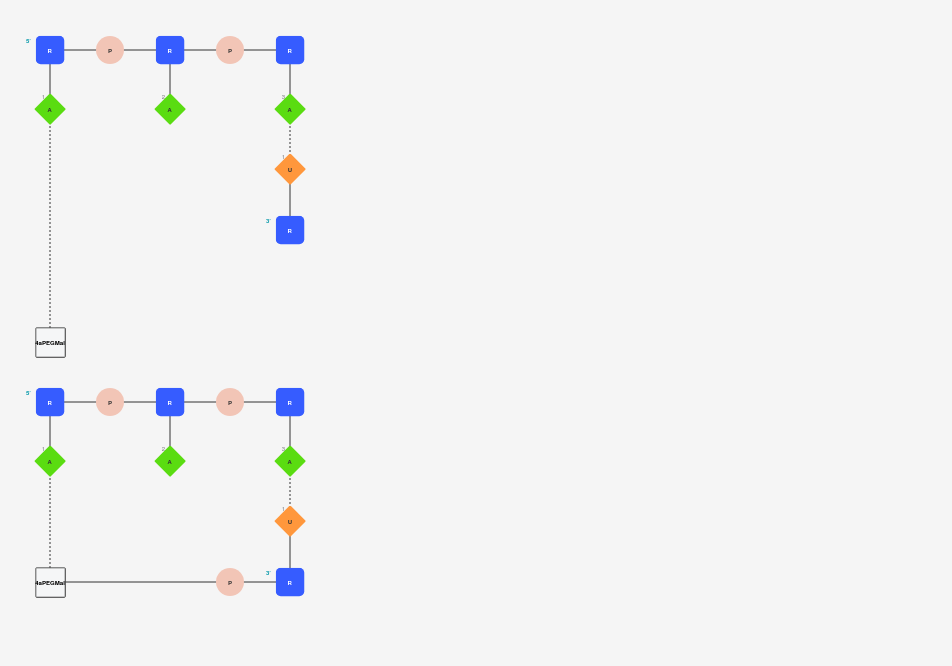 5' R P R P R
1 A 2 A 3 A
1 U
3' R
4aPEGMal
5' R P R P R
1 A 2 A 3 A
1 U
4aPEGMal P 3' R